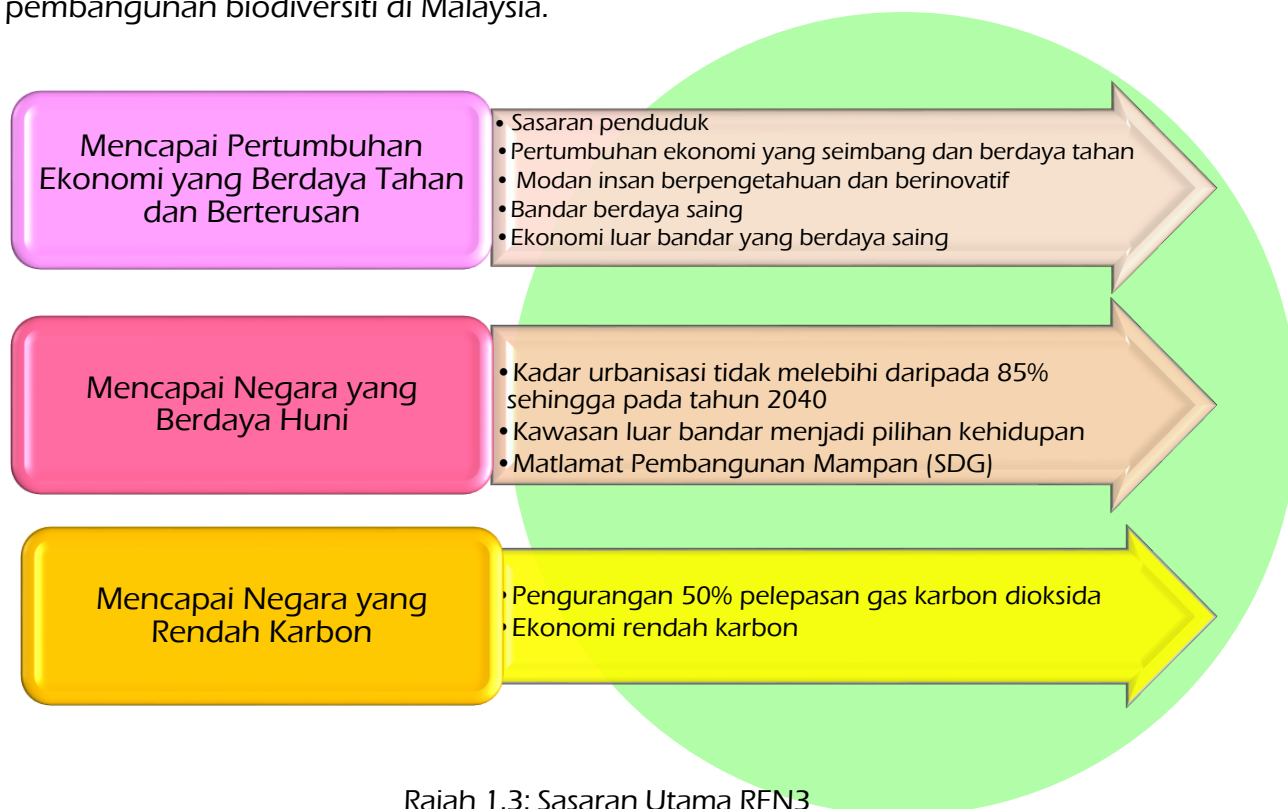 pembangunan biodiversiti di Malaysia.
Mencapai Pertumbuhan
Ekonomi yang Berdaya Tahan
dan Berterusan
• Sasaran penduduk
• Pertumbuhan ekonomi yang seimbang dan berdaya tahan
• Modan insan berpengetahuan dan berinovatif
• Bandar berdaya saing
• Ekonomi luar bandar yang berdaya saing
Mencapai Negara yang
Berdaya Huni
• Kadar urbanisasi tidak melebihi daripada 85%
sehingga pada tahun 2040
• Kawasan luar bandar menjadi pilihan kehidupan
• Matlamat Pembangunan Mampan (SDG)
Mencapai Negara yang
Rendah Karbon
• Pengurangan 50% pelepasan gas karbon dioksida
• Ekonomi rendah karbon
Rajah 1.3: Sasaran Utama RFN3